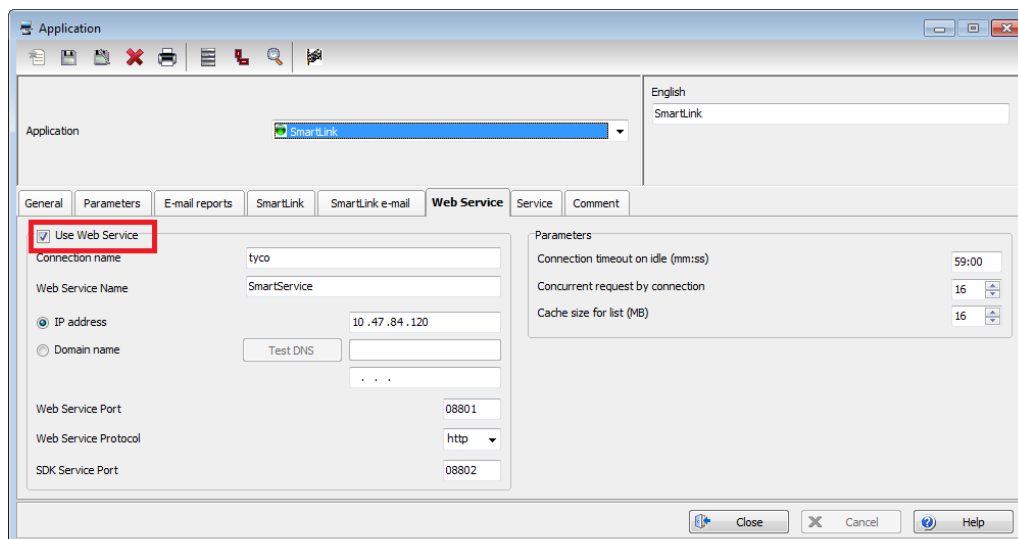 Application
English
SmartLink
Application
SmartLink
General Parameters E-mail reports SmartLink SmartLink e-mail Web Service Service Comment
Use Web Service
Connection name tyco
Web Service Name SmartService
IP address 10 .47 .84 .120
Domain name Test DNS
. . .
Web Service Port 08801
Web Service Protocol http
SDK Service Port 08802
Parameters
Connection timeout on idle (mm:ss) 59:00
Concurrent request by connection 16
Cache size for list (MB) 16
Close Cancel Help